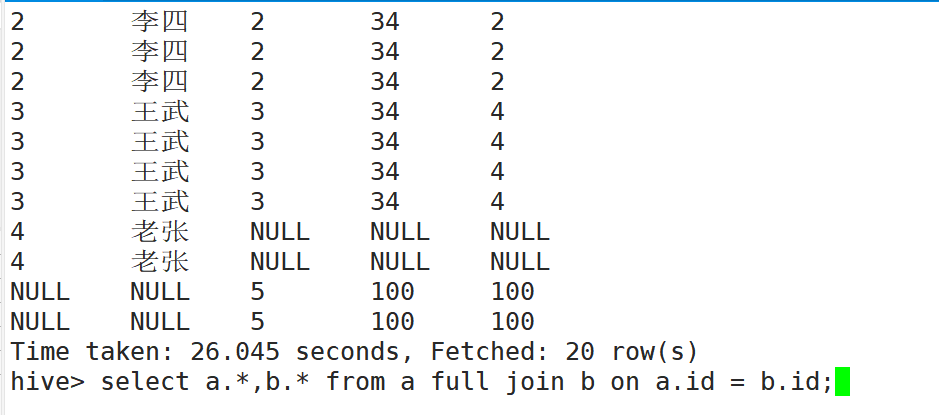 2 李四 2 34 2
2 李四 2 34 2
2 李四 2 34 2
3 王武 3 34 4
3 王武 3 34 4
3 王武 3 34 4
3 王武 3 34 4
4 老张 NULL NULL NULL
4 老张 NULL NULL NULL
NULL NULL 5 100 100
NULL NULL 5 100 100
Time taken: 26.045 seconds, Fetched: 20 row(s)
hive> select a.*,b.* from a full join b on a.id = b.id;